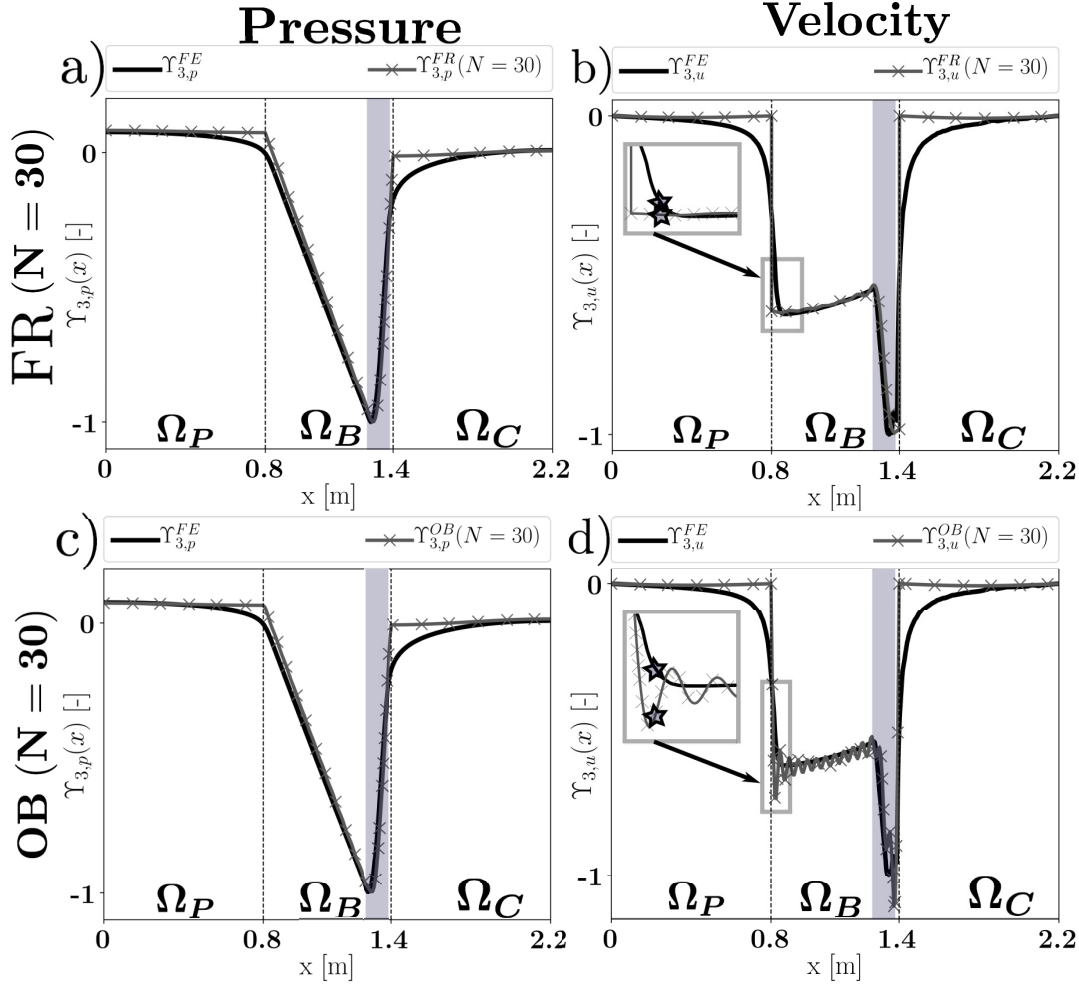 Pressure
Velocity
FR (N = 30)
a)
Υ^{FE}_{3,p} Υ^{FR}_{3,p}(N = 30)
Υ_{3,p}(x) [-]
0
-1
Ω_P Ω_B Ω_C
0 0.8 1.4 2.2
x [m]
b)
Υ^{FE}_{3,u} Υ^{FR}_{3,u}(N = 30)
Υ_{3,u}(x) [-]
0
-1
Ω_P Ω_B Ω_C
0 0.8 1.4 2.2
x [m]
OB (N = 30)
c)
Υ^{FE}_{3,p} Υ^{OB}_{3,p}(N = 30)
Υ_{3,p}(x) [-]
0
-1
Ω_P Ω_B Ω_C
0 0.8 1.4 2.2
x [m]
d)
Υ^{FE}_{3,u} Υ^{OB}_{3,u}(N = 30)
Υ_{3,u}(x) [-]
0
-1
Ω_P Ω_B Ω_C
0 0.8 1.4 2.2
x [m]